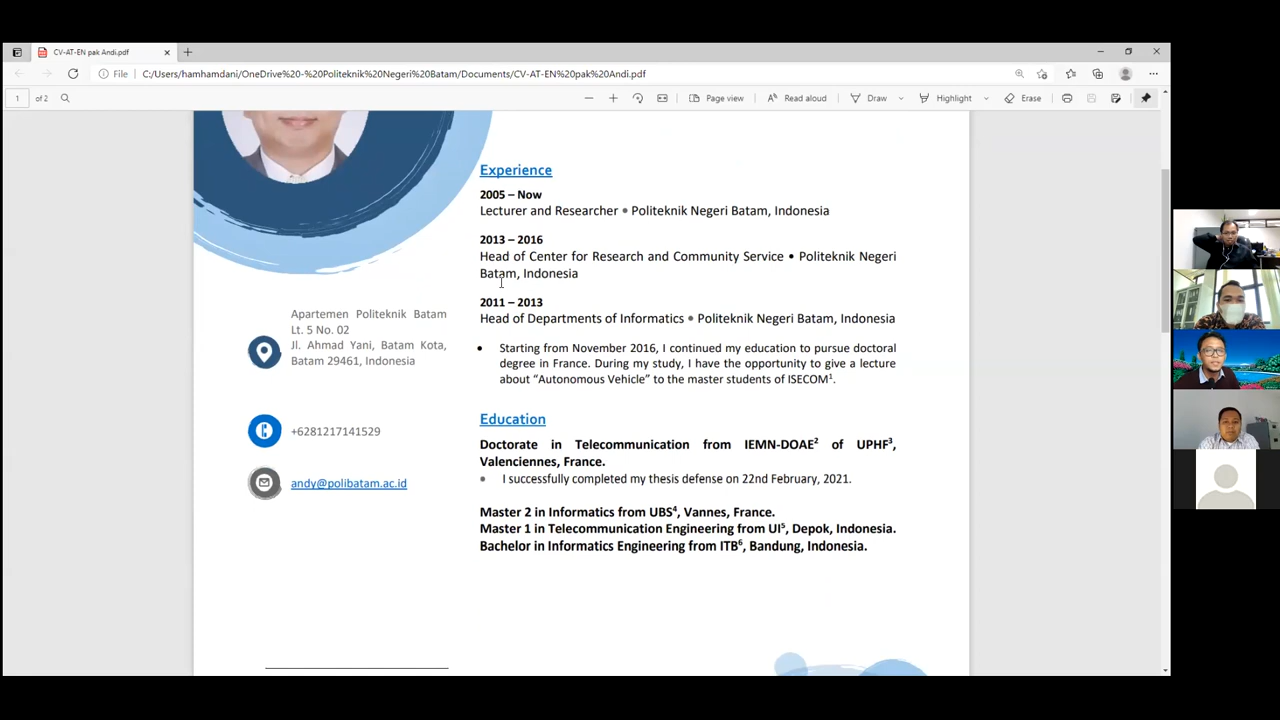 CV-AT-EN pak Andi.pdf
File C:/Users/hamhamdani/OneDrive%20-%20Politeknik%20Negeri%20Batam/Documents/CV-AT-EN%20pak%20Andi.pdf
1 of 2 Page view Read aloud Draw Highlight Erase
Experience
2005 – Now
Lecturer and Researcher • Politeknik Negeri Batam, Indonesia
2013 – 2016
Head of Center for Research and Community Service • Politeknik Negeri
Batam, Indonesia
2011 – 2013
Head of Departments of Informatics • Politeknik Negeri Batam, Indonesia
• Starting from November 2016, I continued my education to pursue doctoral
degree in France. During my study, I have the opportunity to give a lecture
about “Autonomous Vehicle” to the master students of ISECOM¹.
Apartemen Politeknik Batam
Lt. 5 No. 02
Jl. Ahmad Yani, Batam Kota,
Batam 29461, Indonesia
+6281217141529
andy@polibatam.ac.id
Education
Doctorate in Telecommunication from IEMN-DOAE² of UPHF³,
Valenciennes, France.
• I successfully completed my thesis defense on 22nd February, 2021.
Master 2 in Informatics from UBS⁴, Vannes, France.
Master 1 in Telecommunication Engineering from UI⁵, Depok, Indonesia.
Bachelor in Informatics Engineering from ITB⁶, Bandung, Indonesia.